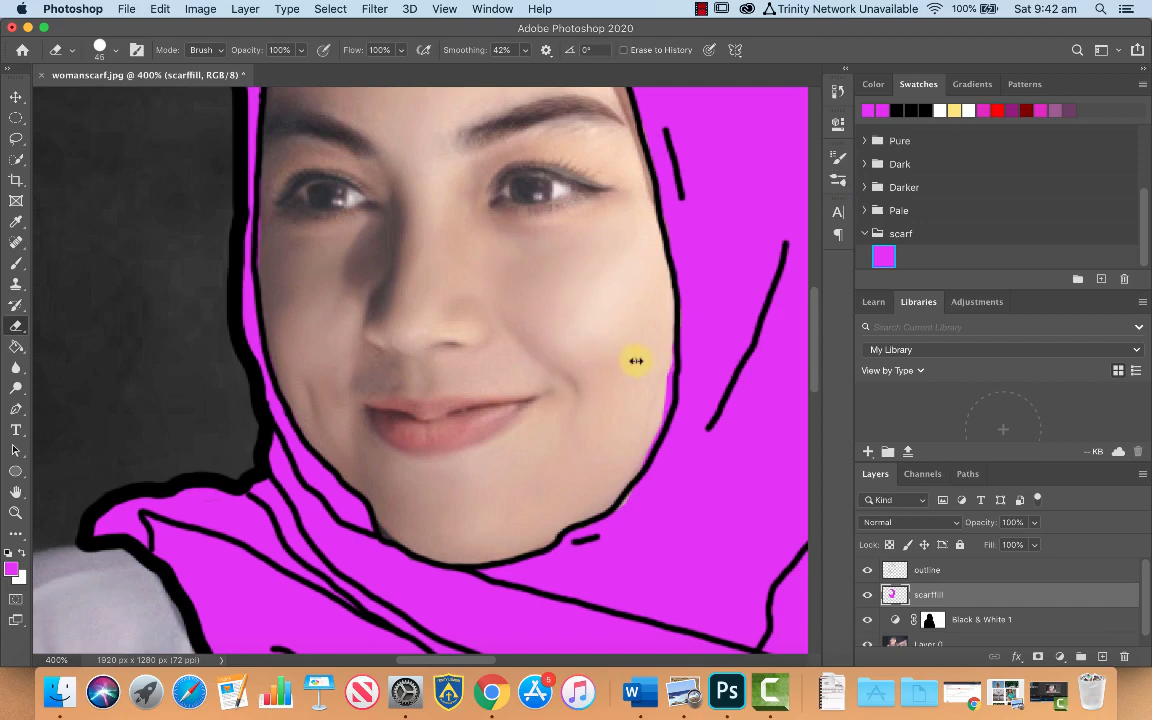 Photoshop File Edit Image Layer Type Select Filter 3D View Window Help Trinity Network Unavailable 100% Sat 9:42 am
Adobe Photoshop 2020
45 Mode: Brush Opacity: 100% Flow: 100% Smoothing: 42% 0° Erase to History
womanscarf.jpg @ 400% (scarffill, RGB/8) *
Color Swatches Gradients Patterns
Pure
Dark
Darker
Pale
scarf
Learn Libraries Adjustments
Search Current Library
My Library
View by Type
-- KB
Layers Channels Paths
Kind
Normal Opacity: 100%
Lock: Fill: 100%
outline
scarffill
Black & White 1
Layer 0
400% 1920 px x 1280 px (72 ppi)
5
W
Ps
C